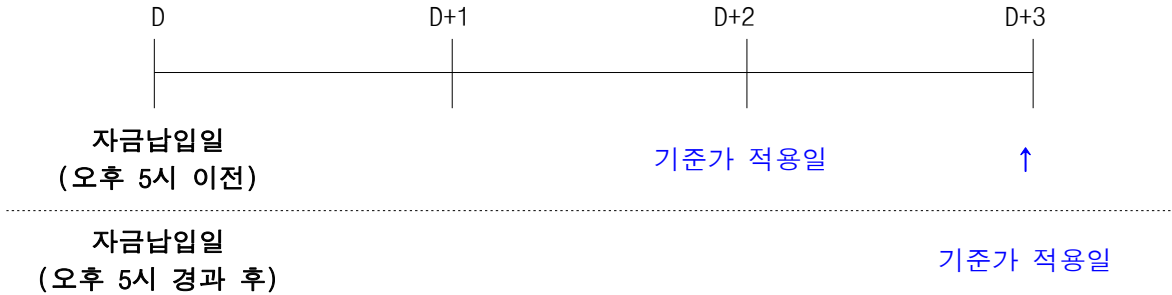 D D+1 D+2 D+3
자금납입일
(오후 5시 이전)
기준가 적용일 ↑
자금납입일
(오후 5시 경과 후)
기준가 적용일